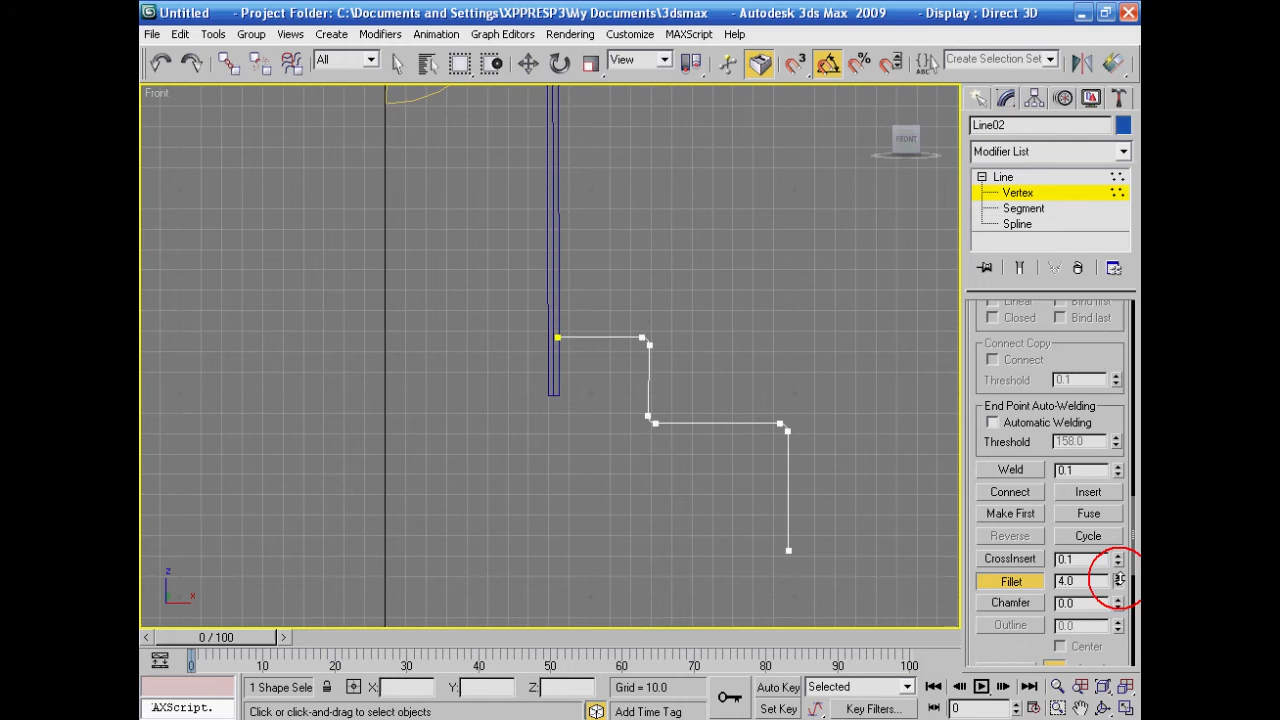 Untitled - Project Folder: C:\Documents and Settings\XPPRESP3\My Documents\3dsmax - Autodesk 3ds Max 2009 - Display : Direct 3D
File Edit Tools Group Views Create Modifiers Animation Graph Editors Rendering Customize MAXScript Help
All View 3 % ABC Create Selection Set
Front
FRONT
Line02
Modifier List
Line
Vertex
Segment
Spline
Linear Bind first
Closed Bind last
Connect Copy
Connect
Threshold 0.1
End Point Auto-Welding
Automatic Welding
Threshold 158.0
Weld 0.1
Connect Insert
Make First Fuse
Reverse Cycle
CrossInsert 0.1
Fillet 4.0
Chamfer 0.0
Outline 0.0
Center
z
x
0 / 100
0 10 20 30 40 50 60 70 80 90 100
1 Shape Sele X: Y: Z: Grid = 10.0 Auto Key Selected
'AXScript. Click or click-and-drag to select objects Add Time Tag Set Key Key Filters... 0